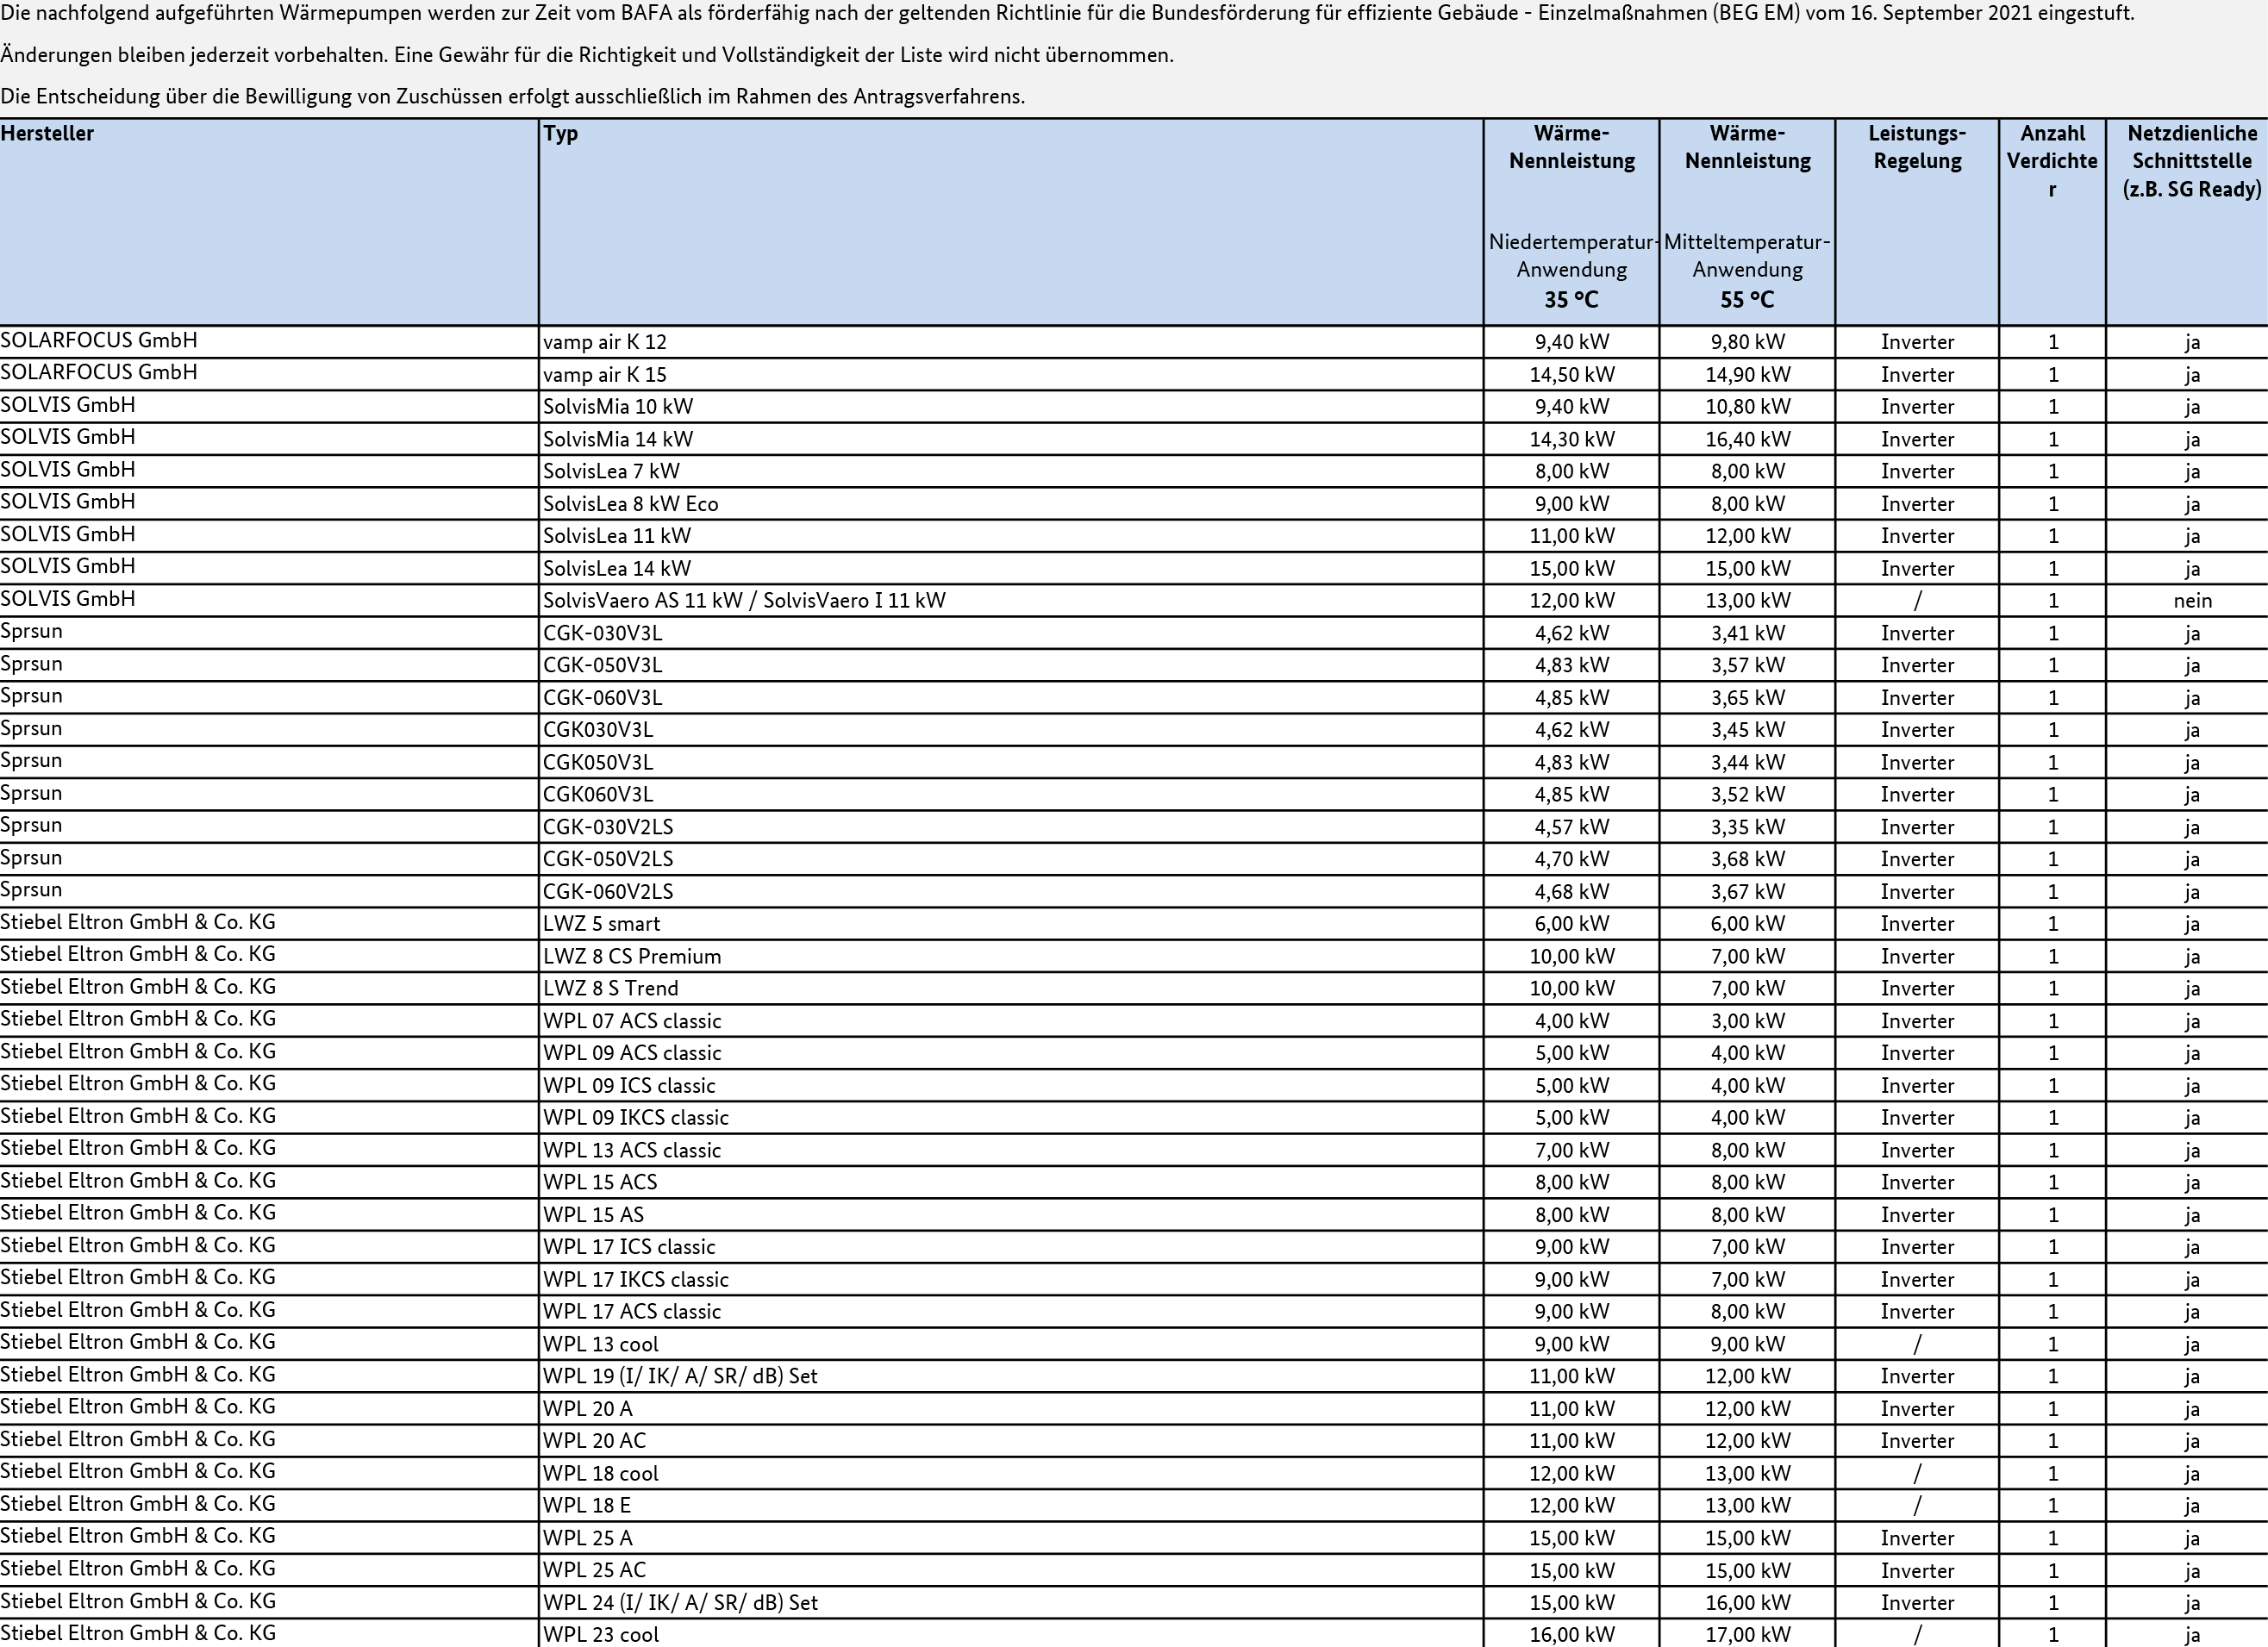 Die nachfolgend aufgeführten Wärmepumpen werden zur Zeit vom BAFA als förderfähig nach der geltenden Richtlinie für die Bundesförderung für effiziente Gebäude - Einzelmaßnahmen (BEG EM) vom 16. September 2021 eingestuft.
Änderungen bleiben jederzeit vorbehalten. Eine Gewähr für die Richtigkeit und Vollständigkeit der Liste wird nicht übernommen.
Die Entscheidung über die Bewilligung von Zuschüssen erfolgt ausschließlich im Rahmen des Antragsverfahrens.
Hersteller Typ Wärme- Wärme- Leistungs- Anzahl Netzdienliche
Nennleistung Nennleistung Regelung Verdichte Schnittstelle
r (z.B. SG Ready)
Niedertemperatur- Mitteltemperatur-
Anwendung Anwendung
35 °C 55 °C
SOLARFOCUS GmbH vamp air K 12 9,40 kW 9,80 kW Inverter 1 ja
SOLARFOCUS GmbH vamp air K 15 14,50 kW 14,90 kW Inverter 1 ja
SOLVIS GmbH SolvisMia 10 kW 9,40 kW 10,80 kW Inverter 1 ja
SOLVIS GmbH SolvisMia 14 kW 14,30 kW 16,40 kW Inverter 1 ja
SOLVIS GmbH SolvisLea 7 kW 8,00 kW 8,00 kW Inverter 1 ja
SOLVIS GmbH SolvisLea 8 kW Eco 9,00 kW 8,00 kW Inverter 1 ja
SOLVIS GmbH SolvisLea 11 kW 11,00 kW 12,00 kW Inverter 1 ja
SOLVIS GmbH SolvisLea 14 kW 15,00 kW 15,00 kW Inverter 1 ja
SOLVIS GmbH SolvisVaero AS 11 kW / SolvisVaero I 11 kW 12,00 kW 13,00 kW / 1 nein
Sprsun CGK-030V3L 4,62 kW 3,41 kW Inverter 1 ja
Sprsun CGK-050V3L 4,83 kW 3,57 kW Inverter 1 ja
Sprsun CGK-060V3L 4,85 kW 3,65 kW Inverter 1 ja
Sprsun CGK030V3L 4,62 kW 3,45 kW Inverter 1 ja
Sprsun CGK050V3L 4,83 kW 3,44 kW Inverter 1 ja
Sprsun CGK060V3L 4,85 kW 3,52 kW Inverter 1 ja
Sprsun CGK-030V2LS 4,57 kW 3,35 kW Inverter 1 ja
Sprsun CGK-050V2LS 4,70 kW 3,68 kW Inverter 1 ja
Sprsun CGK-060V2LS 4,68 kW 3,67 kW Inverter 1 ja
Stiebel Eltron GmbH & Co. KG LWZ 5 smart 6,00 kW 6,00 kW Inverter 1 ja
Stiebel Eltron GmbH & Co. KG LWZ 8 CS Premium 10,00 kW 7,00 kW Inverter 1 ja
Stiebel Eltron GmbH & Co. KG LWZ 8 S Trend 10,00 kW 7,00 kW Inverter 1 ja
Stiebel Eltron GmbH & Co. KG WPL 07 ACS classic 4,00 kW 3,00 kW Inverter 1 ja
Stiebel Eltron GmbH & Co. KG WPL 09 ACS classic 5,00 kW 4,00 kW Inverter 1 ja
Stiebel Eltron GmbH & Co. KG WPL 09 ICS classic 5,00 kW 4,00 kW Inverter 1 ja
Stiebel Eltron GmbH & Co. KG WPL 09 IKCS classic 5,00 kW 4,00 kW Inverter 1 ja
Stiebel Eltron GmbH & Co. KG WPL 13 ACS classic 7,00 kW 8,00 kW Inverter 1 ja
Stiebel Eltron GmbH & Co. KG WPL 15 ACS 8,00 kW 8,00 kW Inverter 1 ja
Stiebel Eltron GmbH & Co. KG WPL 15 AS 8,00 kW 8,00 kW Inverter 1 ja
Stiebel Eltron GmbH & Co. KG WPL 17 ICS classic 9,00 kW 7,00 kW Inverter 1 ja
Stiebel Eltron GmbH & Co. KG WPL 17 IKCS classic 9,00 kW 7,00 kW Inverter 1 ja
Stiebel Eltron GmbH & Co. KG WPL 17 ACS classic 9,00 kW 8,00 kW Inverter 1 ja
Stiebel Eltron GmbH & Co. KG WPL 13 cool 9,00 kW 9,00 kW / 1 ja
Stiebel Eltron GmbH & Co. KG WPL 19 (I/ IK/ A/ SR/ dB) Set 11,00 kW 12,00 kW Inverter 1 ja
Stiebel Eltron GmbH & Co. KG WPL 20 A 11,00 kW 12,00 kW Inverter 1 ja
Stiebel Eltron GmbH & Co. KG WPL 20 AC 11,00 kW 12,00 kW Inverter 1 ja
Stiebel Eltron GmbH & Co. KG WPL 18 cool 12,00 kW 13,00 kW / 1 ja
Stiebel Eltron GmbH & Co. KG WPL 18 E 12,00 kW 13,00 kW / 1 ja
Stiebel Eltron GmbH & Co. KG WPL 25 A 15,00 kW 15,00 kW Inverter 1 ja
Stiebel Eltron GmbH & Co. KG WPL 25 AC 15,00 kW 15,00 kW Inverter 1 ja
Stiebel Eltron GmbH & Co. KG WPL 24 (I/ IK/ A/ SR/ dB) Set 15,00 kW 16,00 kW Inverter 1 ja
Stiebel Eltron GmbH & Co. KG WPL 23 cool 16,00 kW 17,00 kW / 1 ja